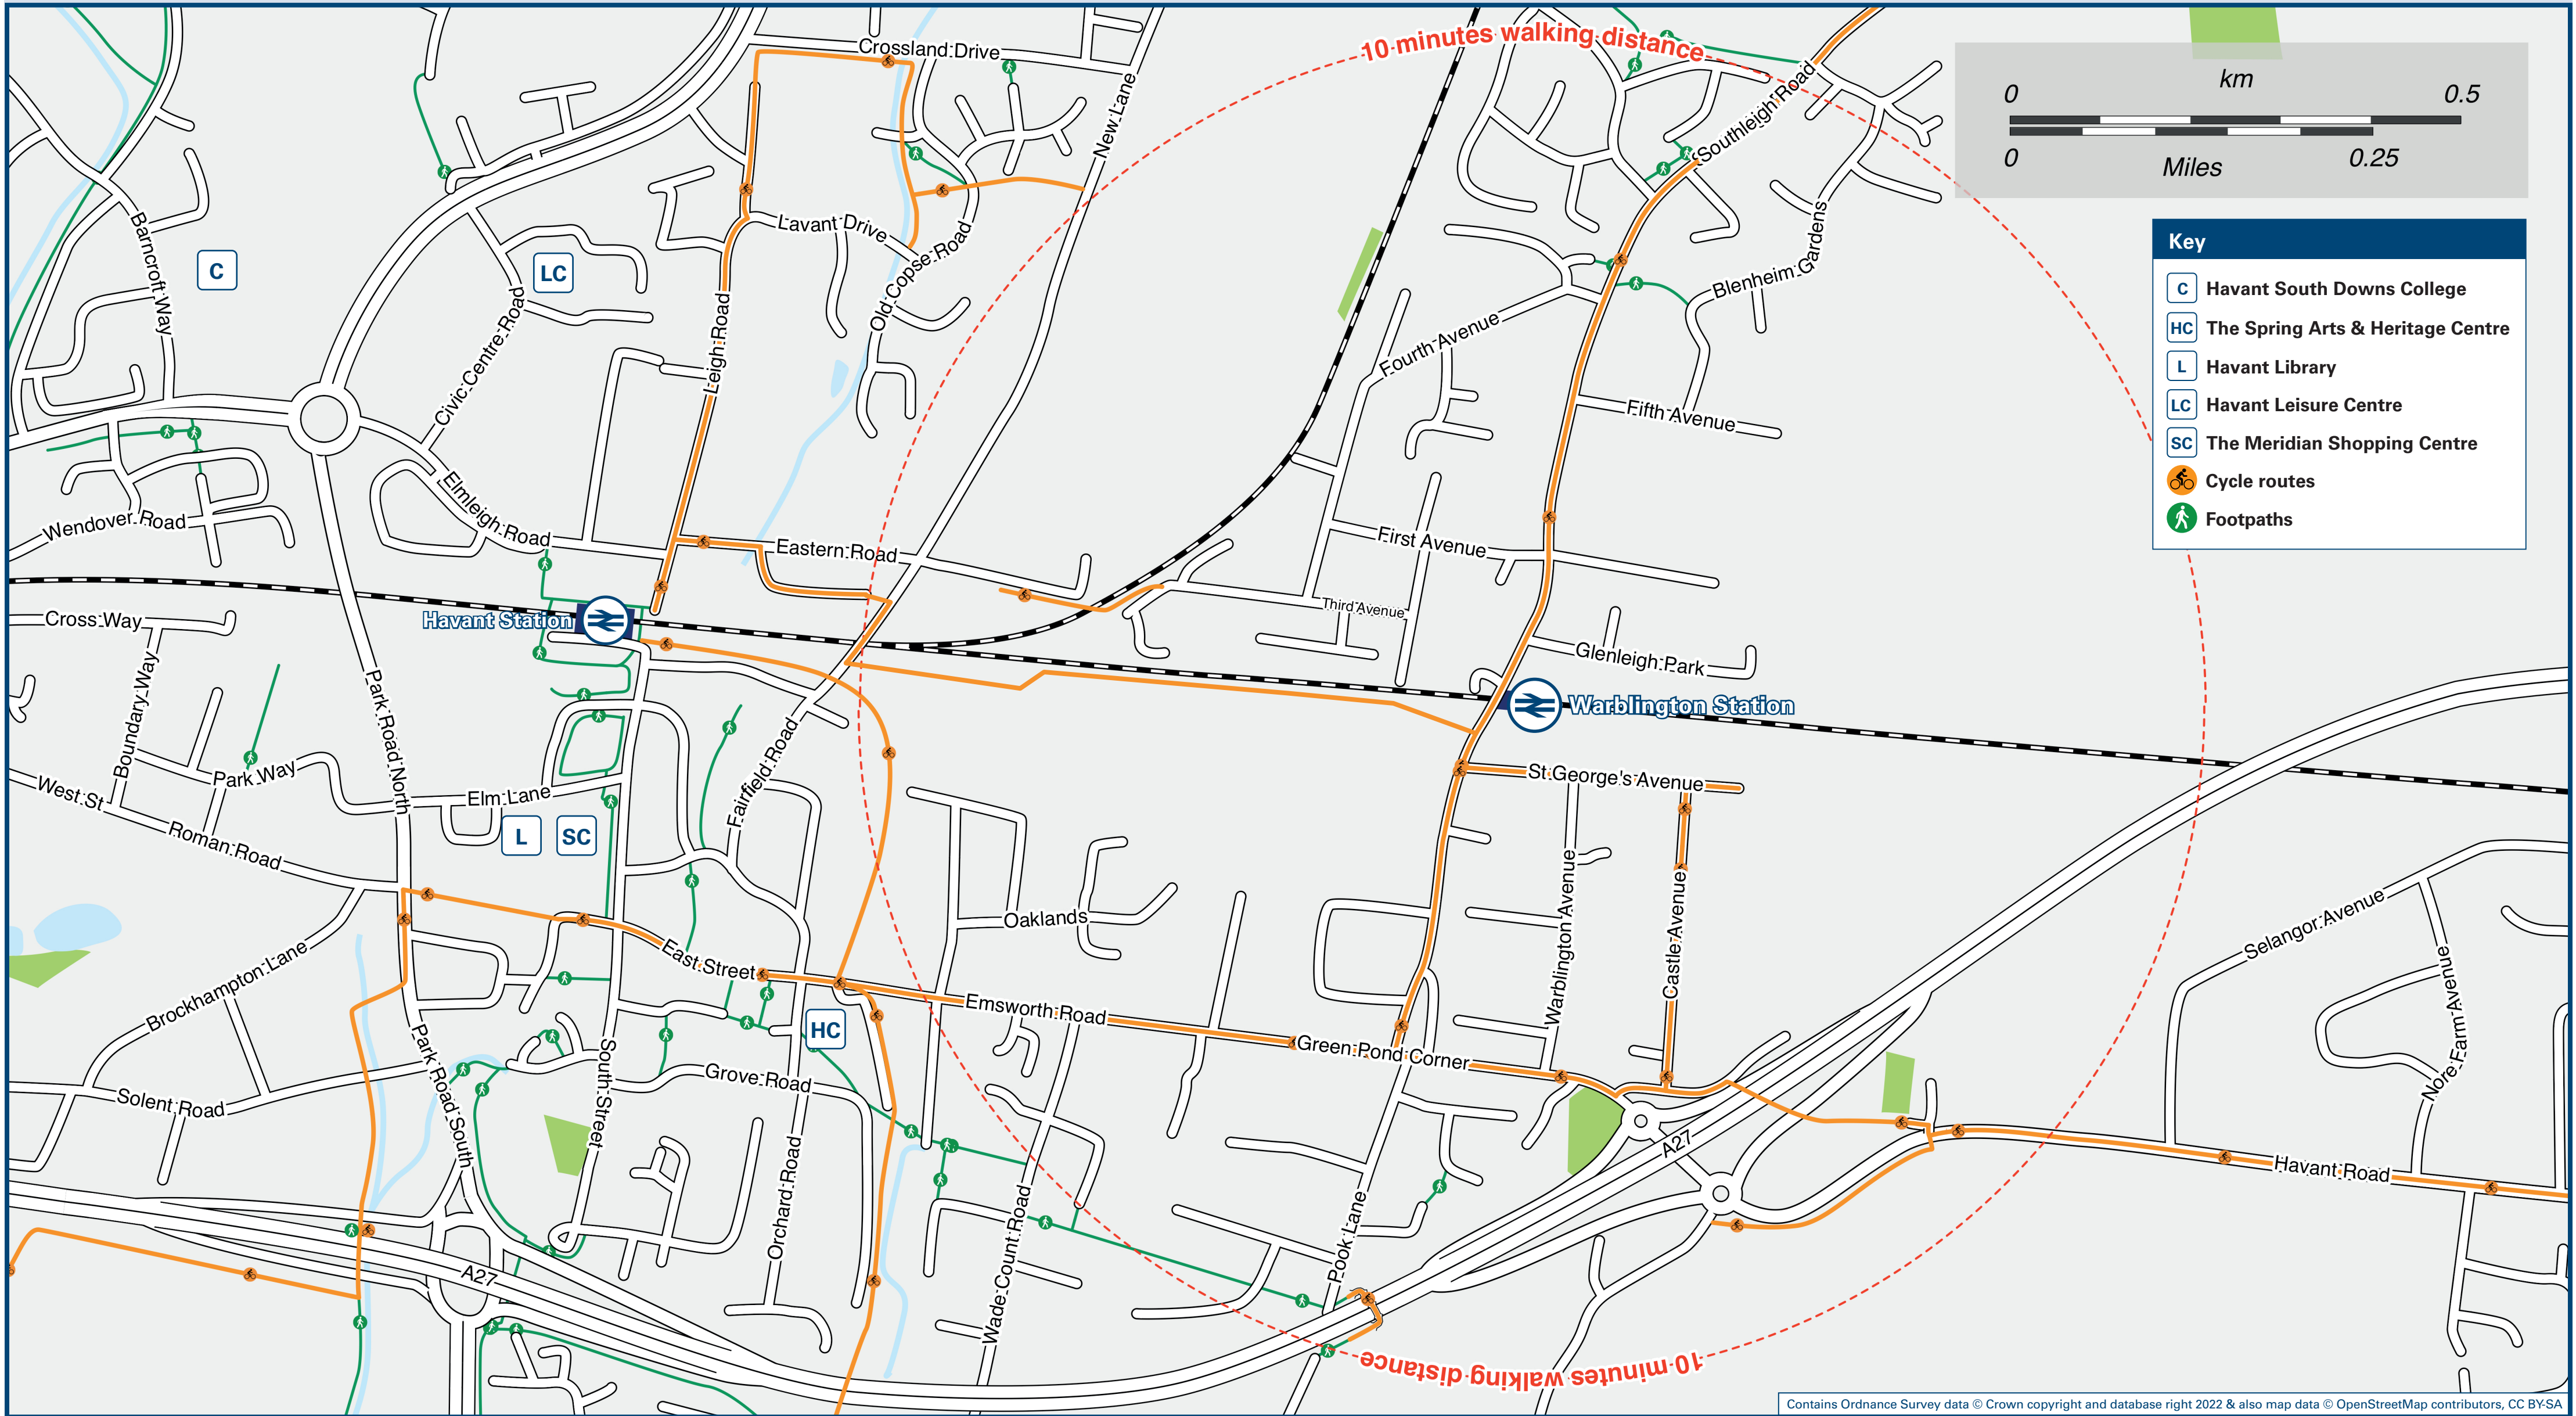 10 minutes walking distance
Crossland Drive
New Lane
Southleigh Road
km
0
0.5
0
Miles
0.25
Key
C Havant South Downs College
HC The Spring Arts & Heritage Centre
L Havant Library
LC Havant Leisure Centre
SC The Meridian Shopping Centre
Cycle routes
Footpaths
Barncroft Way
C
LC
Civic Centre Road
Lavant Drive
Leigh Road
Old Copse Road
Blenheim Gardens
Fourth Avenue
Fifth Avenue
Elmleigh Road
Wendover Road
Eastern Road
First Avenue
Third Avenue
Cross Way
Havant Station
Glenleigh Park
Warblington Station
Boundary Way
Park Road North
Park Way
West St
Elm Lane
Fairfield Road
St George's Avenue
Roman Road
L
SC
Warblington Avenue
Castle Avenue
Oaklands
Selangor Avenue
Brockhampton Lane
East Street
Emsworth Road
Green Pond Corner
HC
Nore Farm Avenue
Solent Road
Park Road South
South Street
Grove Road
A27
Havant Road
Orchard Road
Wade Count Road
Pook Lane
A27
10 minutes walking distance
Contains Ordnance Survey data © Crown copyright and database right 2022 & also map data © OpenStreetMap contributors, CC BY-SA